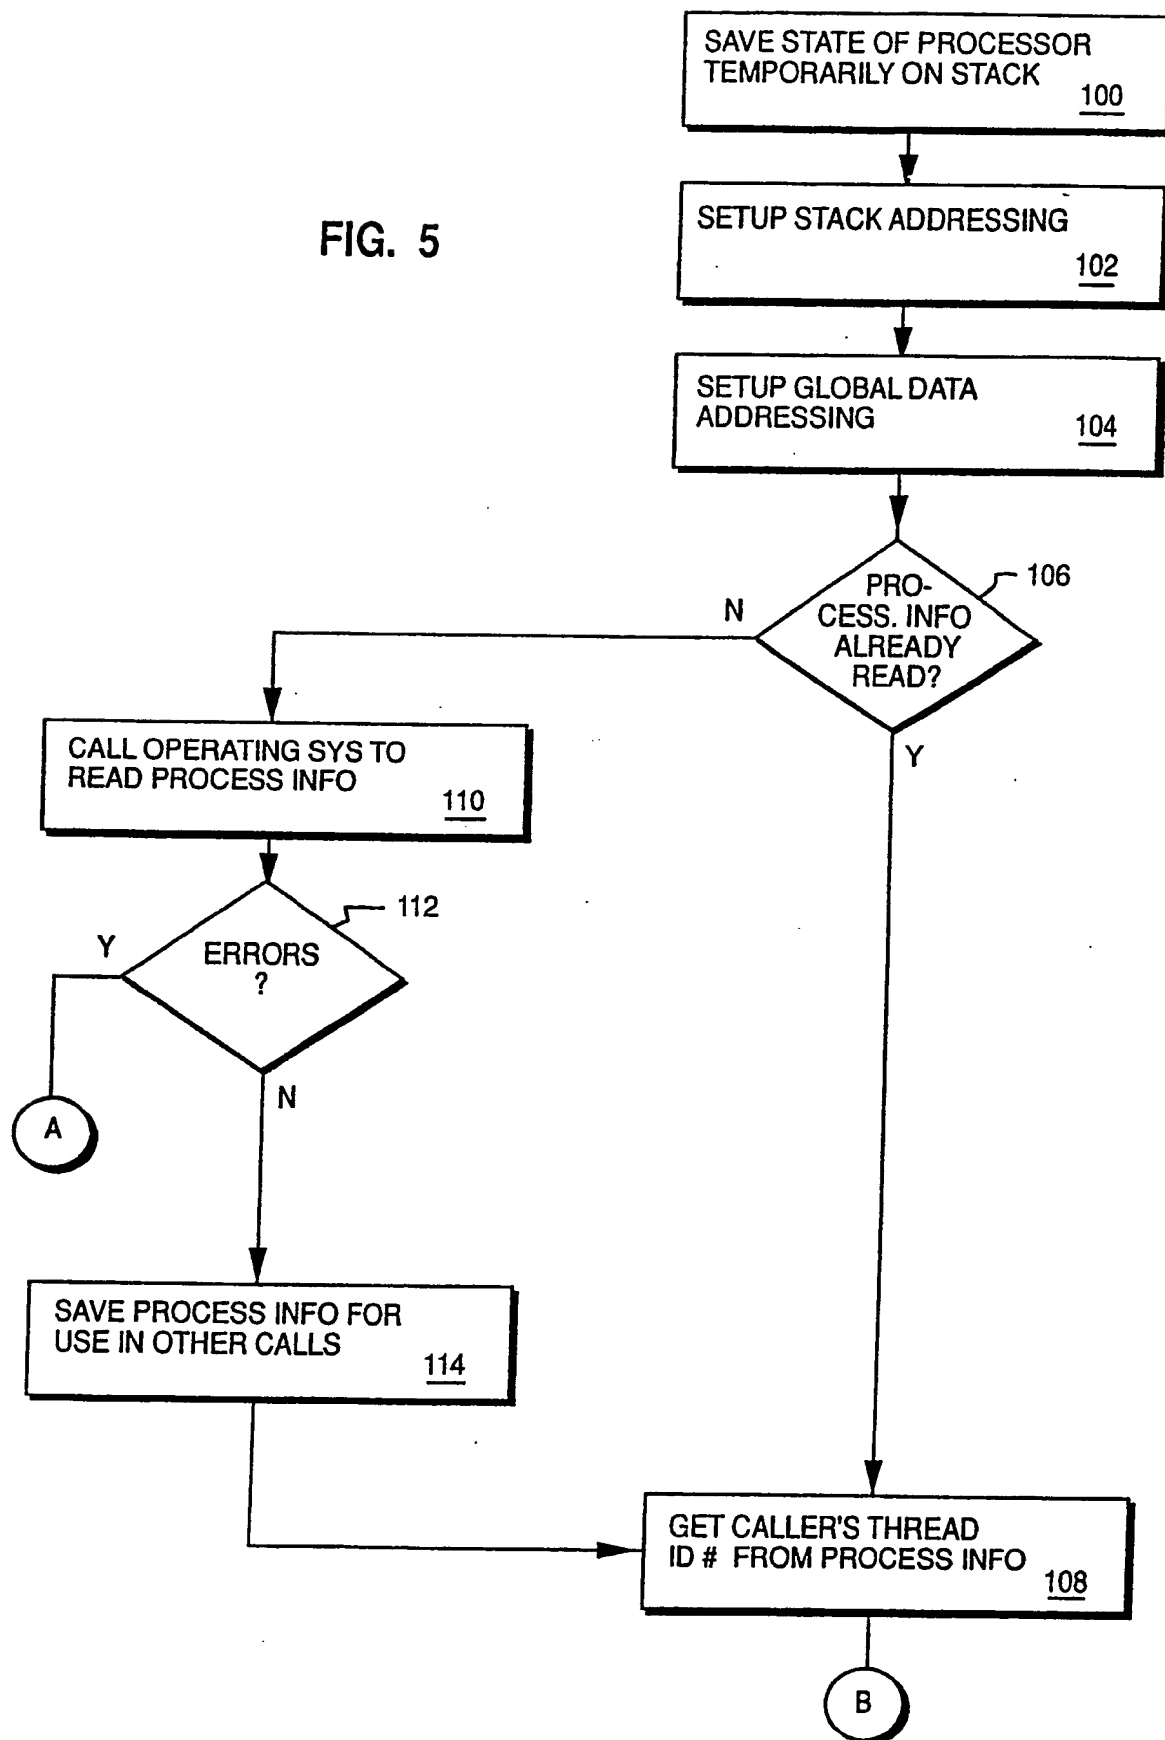 SAVE STATE OF PROCESSOR
TEMPORARILY ON STACK
100
FIG. 5
SETUP STACK ADDRESSING
102
SETUP GLOBAL DATA
ADDRESSING
104
106
PRO-
CESS. INFO
ALREADY
READ?
N
Y
CALL OPERATING SYS TO
READ PROCESS INFO
110
112
ERRORS
?
Y
N
A
SAVE PROCESS INFO FOR
USE IN OTHER CALLS
114
GET CALLER'S THREAD
ID # FROM PROCESS INFO
108
B